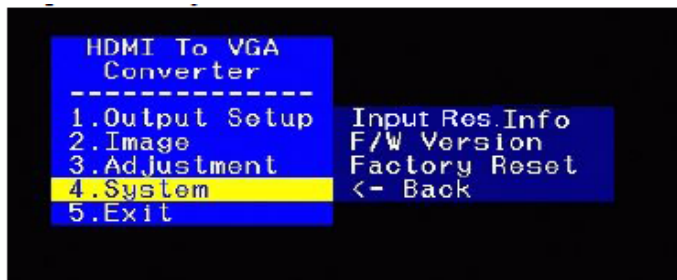 HDMI To VGA
Converter
--------------
1.Output Setup
2.Image
3.Adjustment
4.System
5.Exit
Input Res.Info
F/W Version
Factory Reset
<- Back